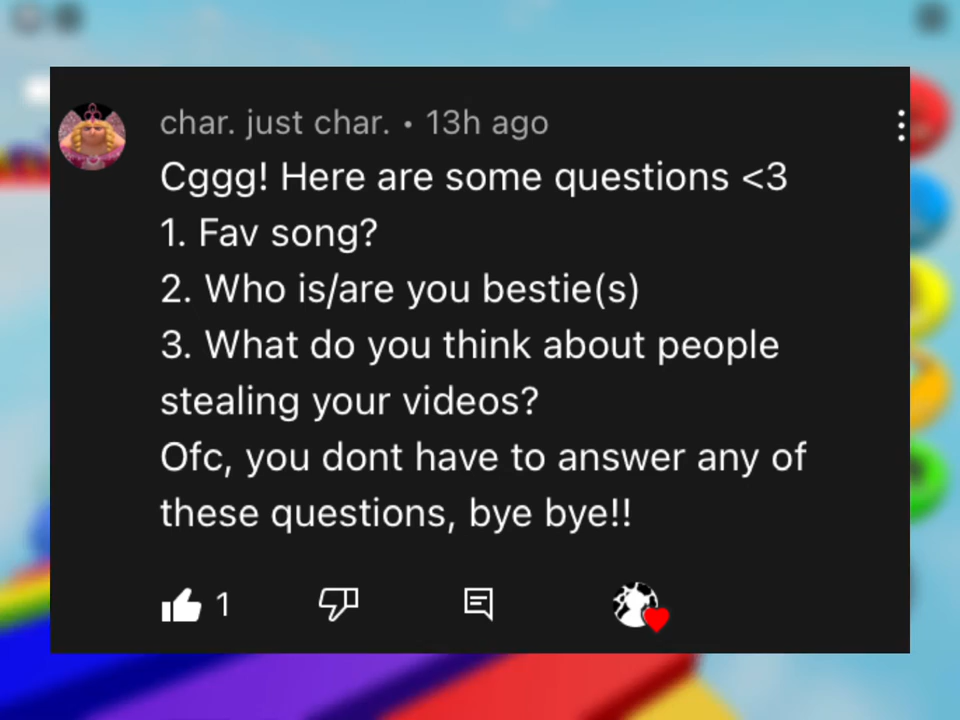 char. just char. • 13h ago
Cggg! Here are some questions <3
1. Fav song?
2. Who is/are you bestie(s)
3. What do you think about people
stealing your videos?
Ofc, you dont have to answer any of
these questions, bye bye!!
1